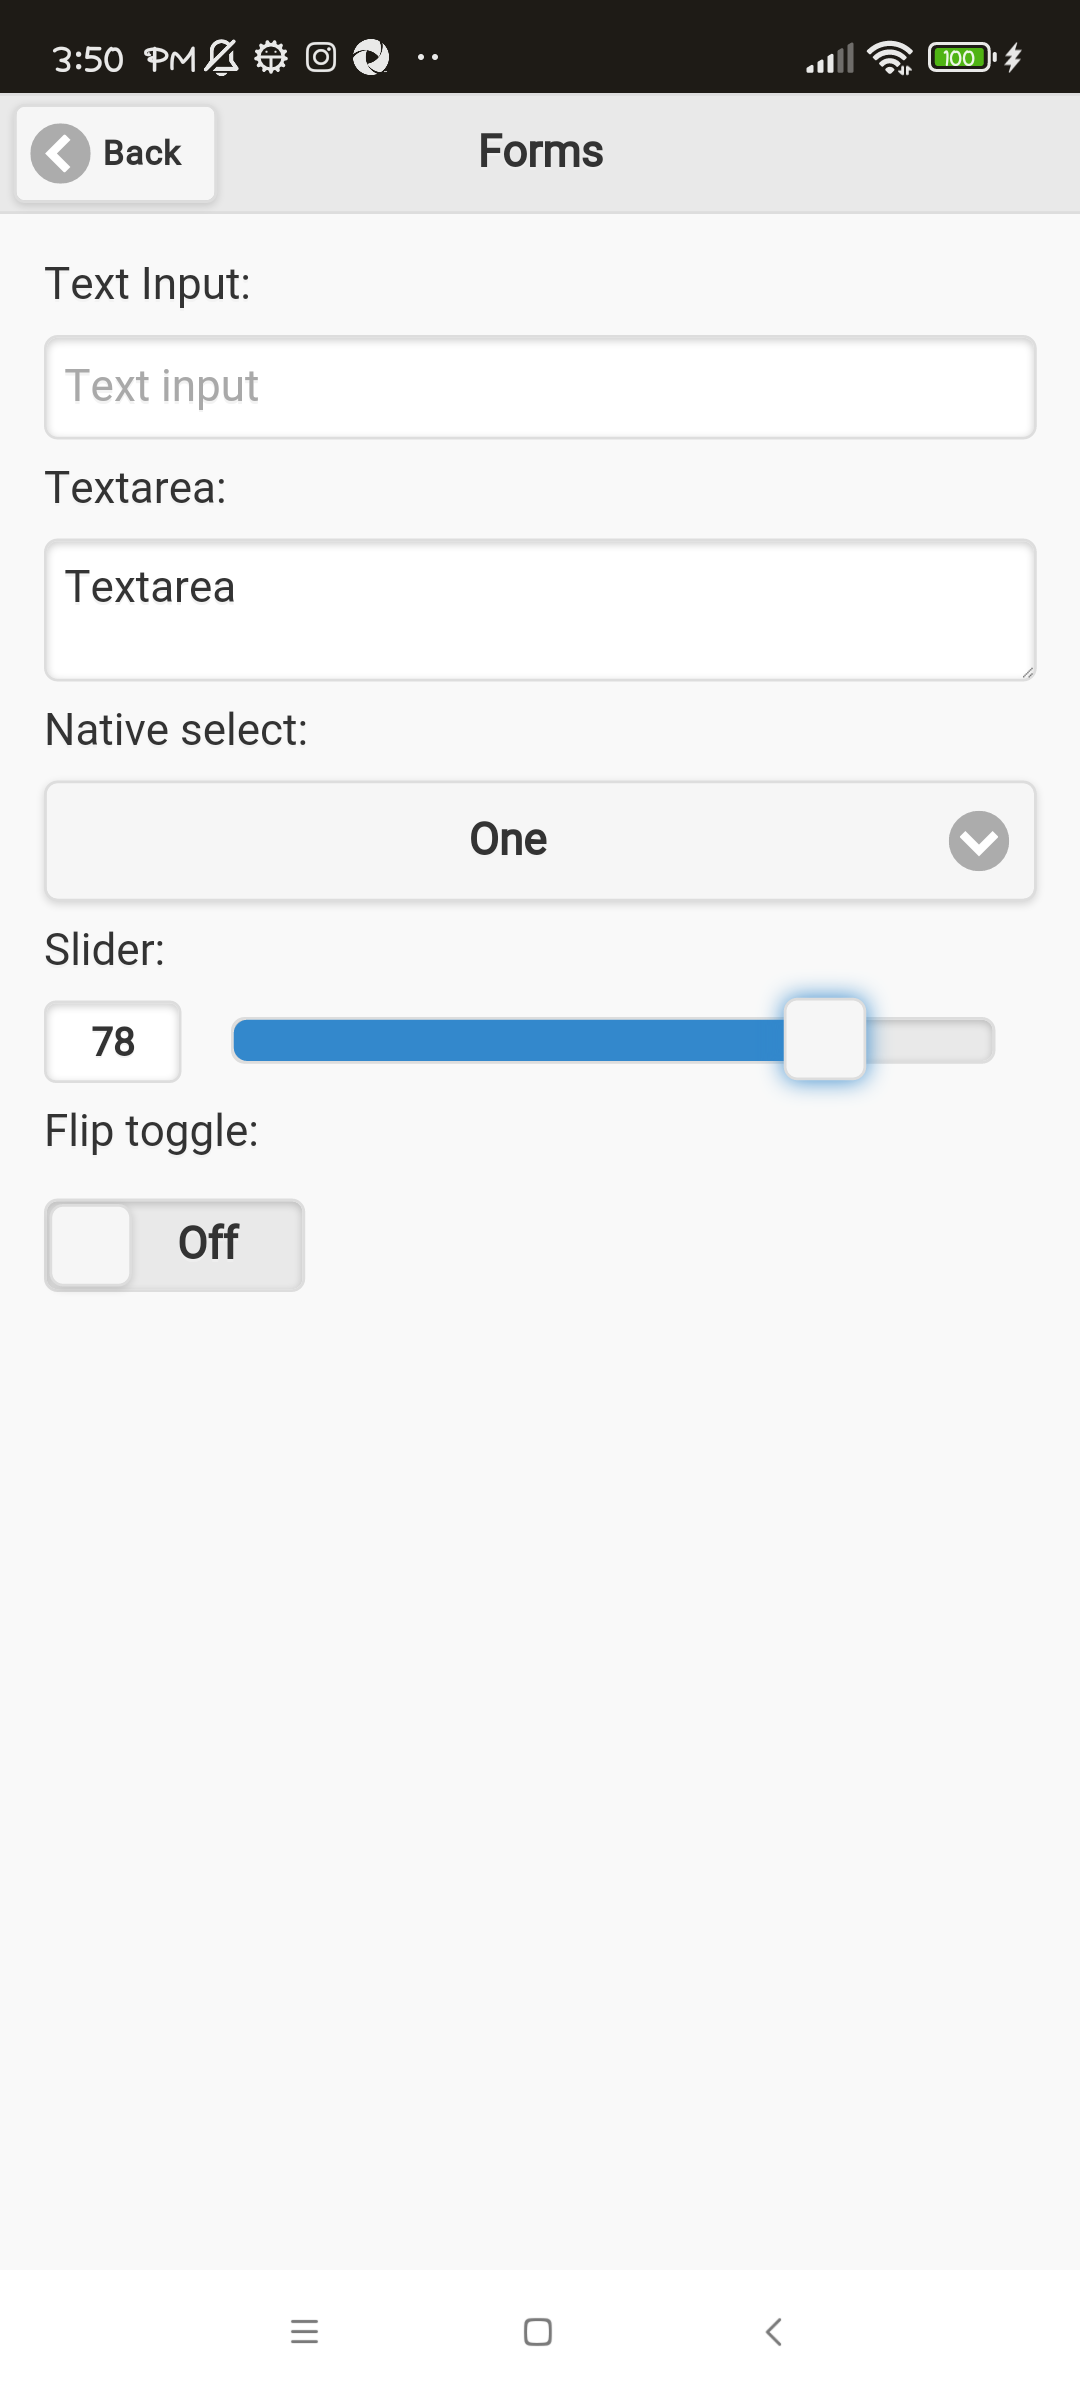 3:50 PM
100
Back
Forms
Text Input:
Text input
Textarea:
Textarea
Native select:
One
Slider:
78
Flip toggle:
Off